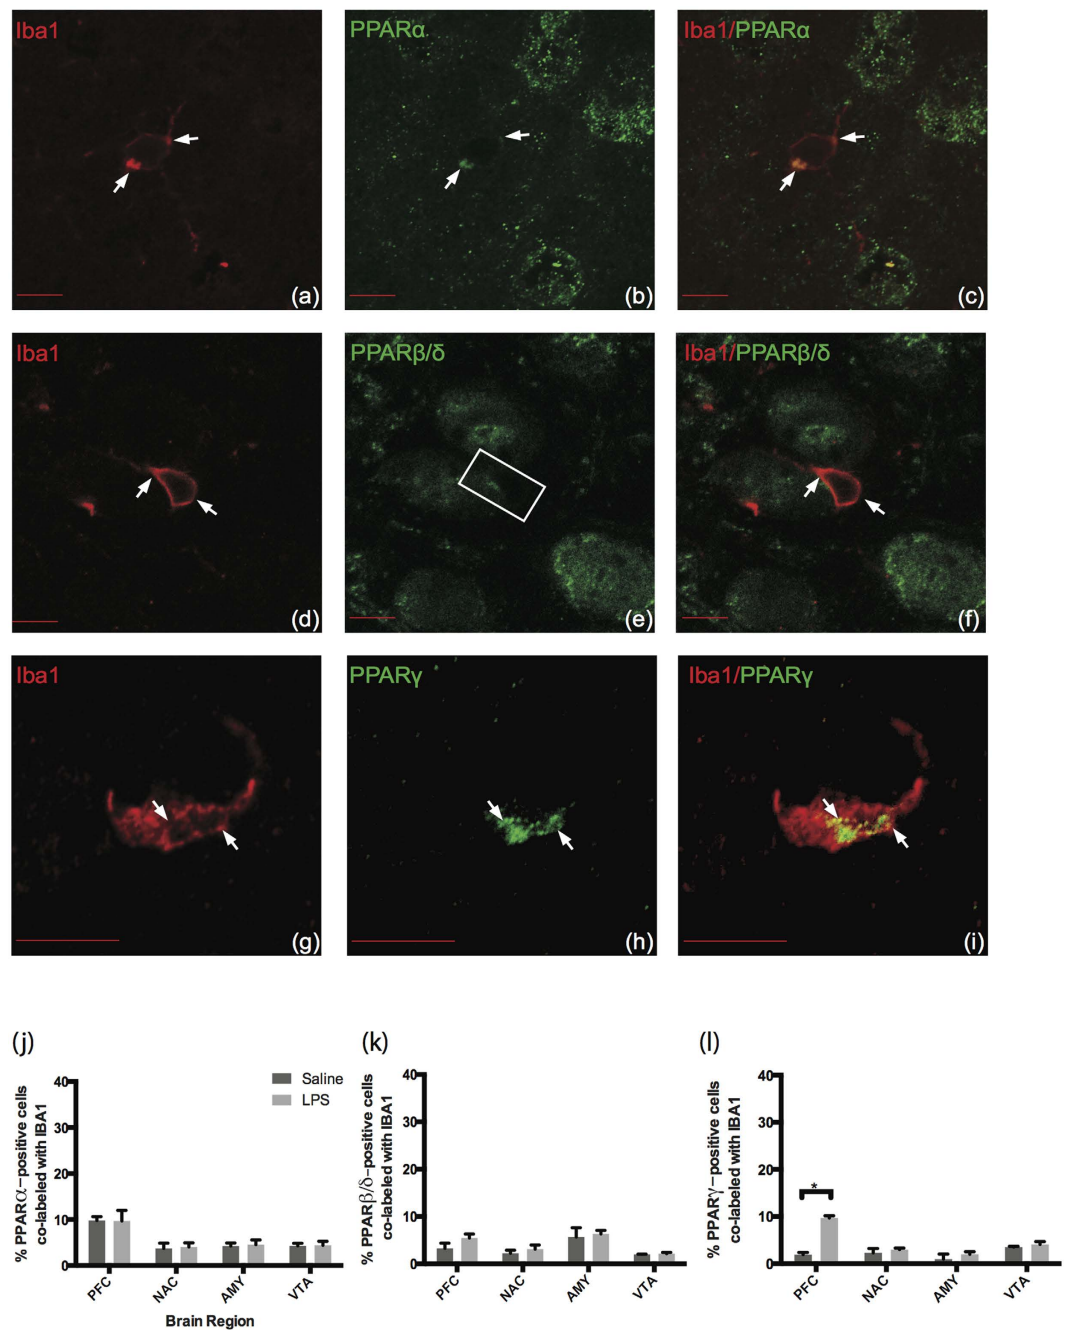 Iba1
PPARα
Iba1/PPARα
(a)
(b)
(c)
Iba1
PPARβ/δ
Iba1/PPARβ/δ
(d)
(e)
(f)
Iba1
PPARγ
Iba1/PPARγ
(g)
(h)
(i)
(j)
% PPARα−positive cells
co-labeled with IBA1
40
30
20
10
0
Saline
LPS
PFC
NAC
AMY
VTA
Brain Region
(k)
% PPARβ/δ−positive cells
co-labeled with IBA1
40
30
20
10
0
PFC
NAC
AMY
VTA
(l)
% PPARγ−positive cells
co-labeled with IBA1
40
30
20
10
0
*
PFC
NAC
AMY
VTA